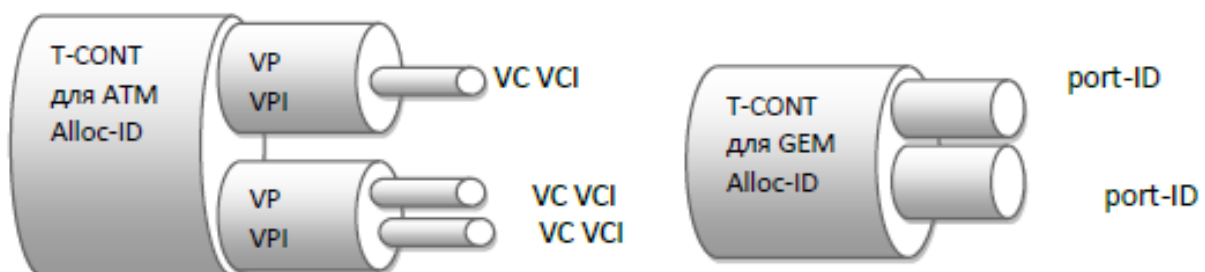 T-CONT
для ATM
Alloc-ID
VP
VPI
VC VCI
VP
VPI
VC VCI
VC VCI
T-CONT
для GEM
Alloc-ID
port-ID
port-ID